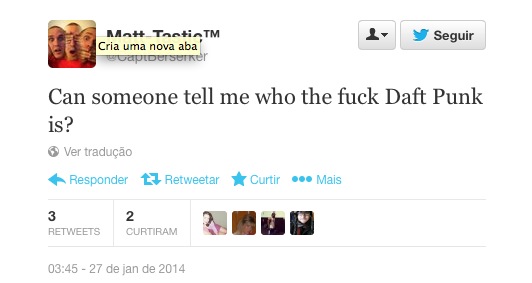 Matt-Tastic™
Cria uma nova aba
@CaptBerserker
Seguir
Can someone tell me who the fuck Daft Punk
is?
Ver tradução
Responder Retweetar Curtir Mais
3 2
RETWEETS CURTIRAM
03:45 - 27 de jan de 2014